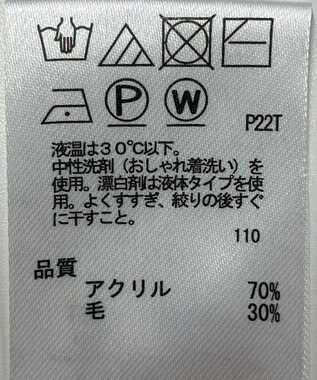 P W P22T
液温は30℃以下。
中性洗剤（おしゃれ着洗い）を
使用。漂白剤は液体タイプを使
用。よくすすぎ、絞りの後すぐ
に干すこと。
110
品質
アクリル 70%
毛 30%